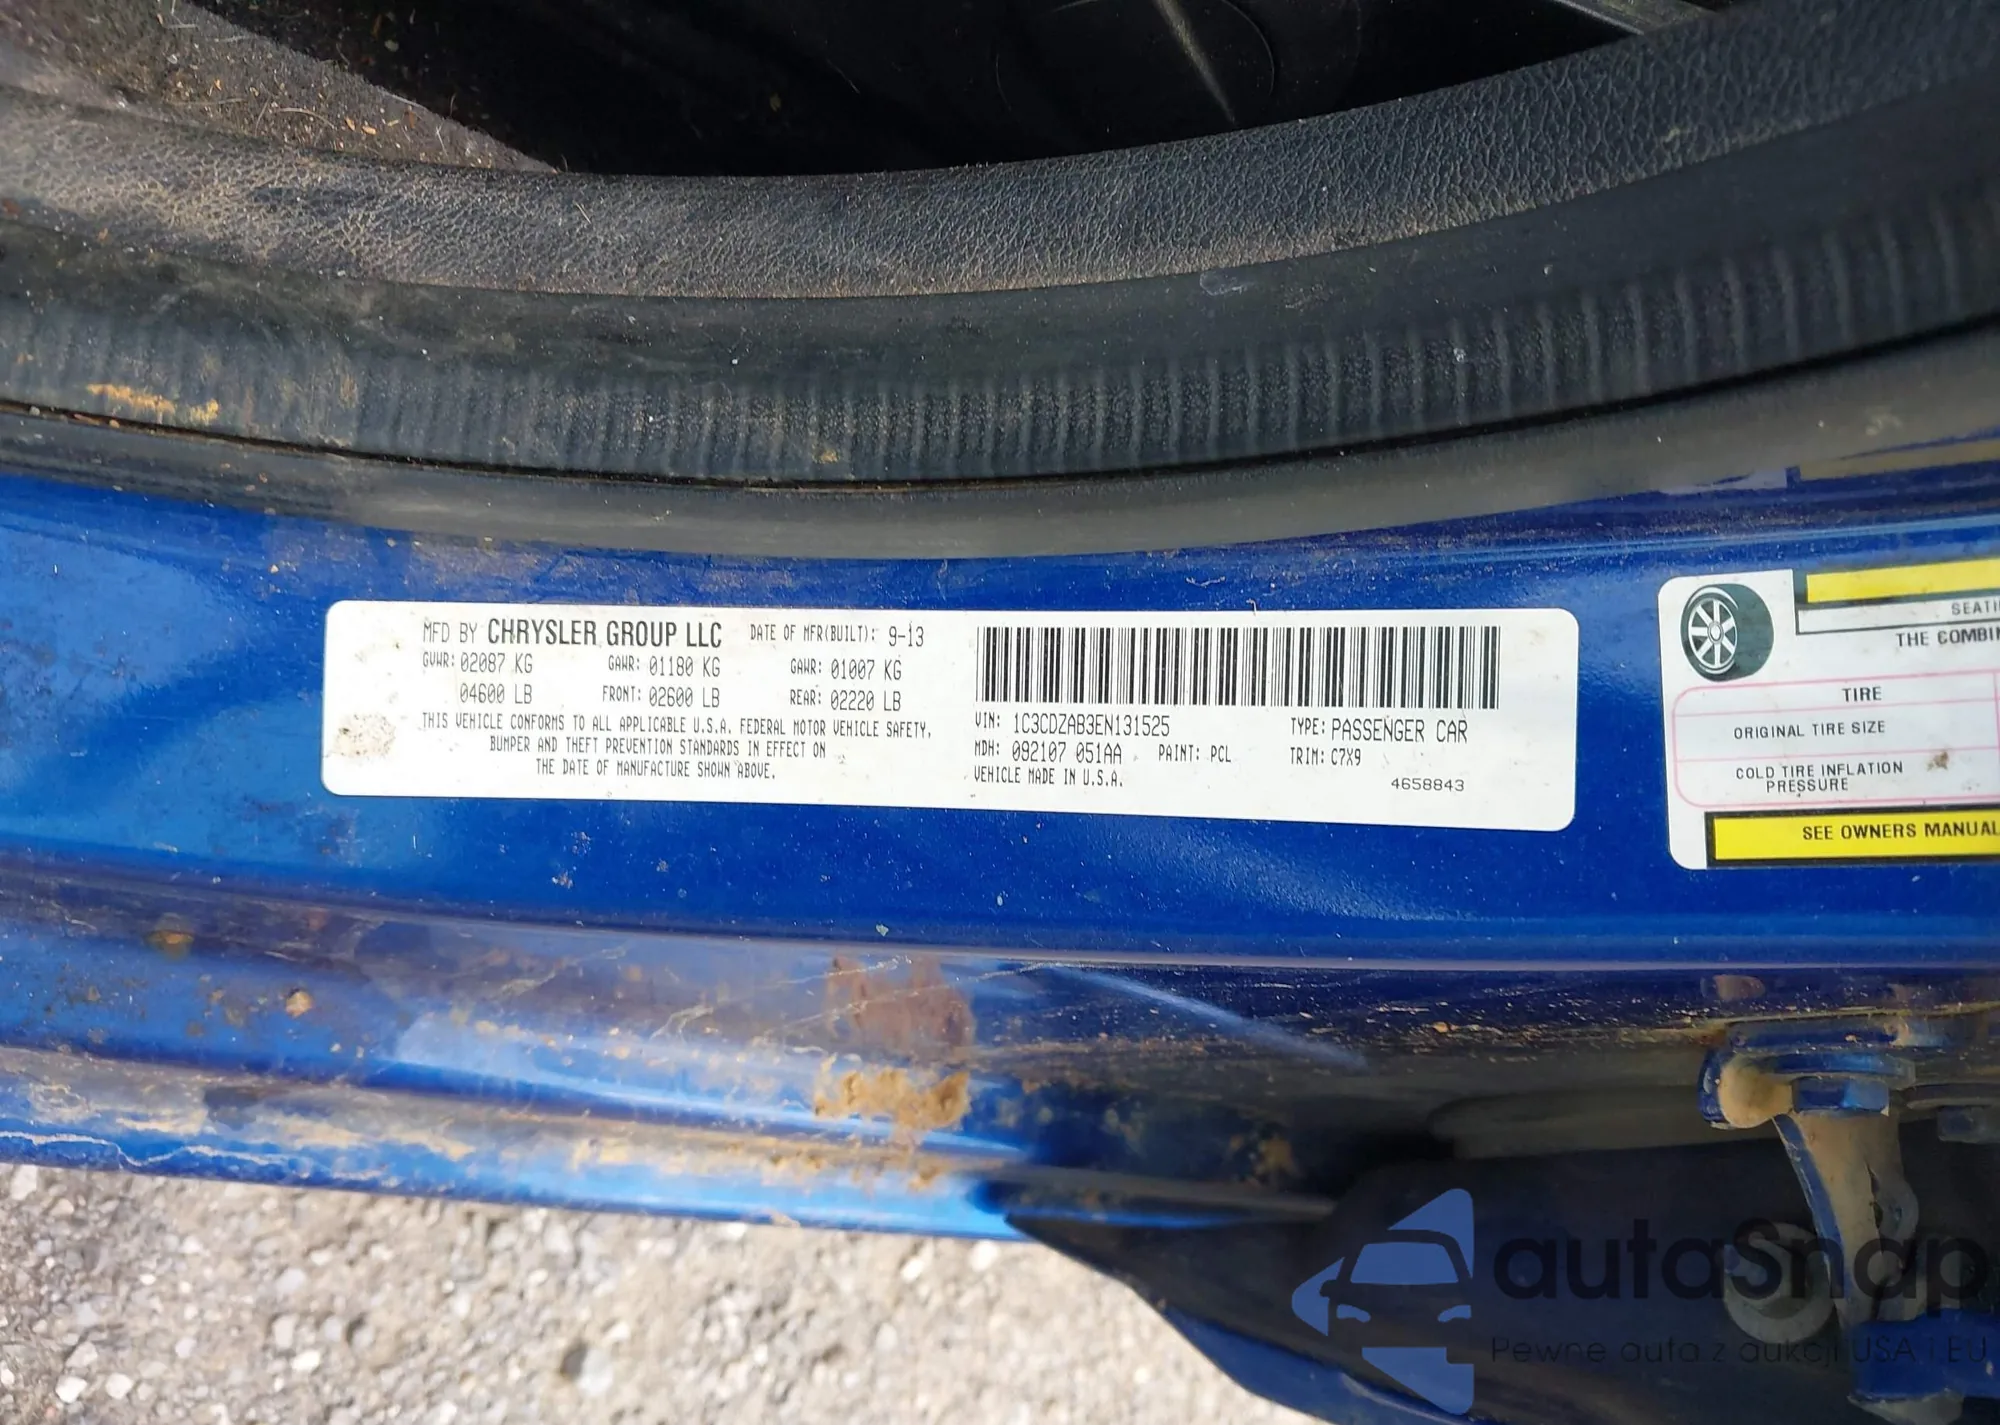 MFD BY CHRYSLER GROUP LLC DATE OF MFR(BUILT): 9-13
GVWR: 02087 KG GAWR: 01180 KG GAWR: 01007 KG
04600 LB FRONT: 02600 LB REAR: 02220 LB
THIS VEHICLE CONFORMS TO ALL APPLICABLE U.S.A. FEDERAL MOTOR VEHICLE SAFETY,
BUMPER AND THEFT PREVENTION STANDARDS IN EFFECT ON
THE DATE OF MANUFACTURE SHOWN ABOVE.
VIN: 1C3CDZAB3EN131525 TYPE: PASSENGER CAR
MDH: 092107 051AA PAINT: PCL TRIM: C7X9
VEHICLE MADE IN U.S.A. 4658843
SEATI
THE COMBIN
TIRE
ORIGINAL TIRE SIZE
COLD TIRE INFLATION
PRESSURE
SEE OWNERS MANUAL
autaSnap
Pewne auta z aukcji USA i EU